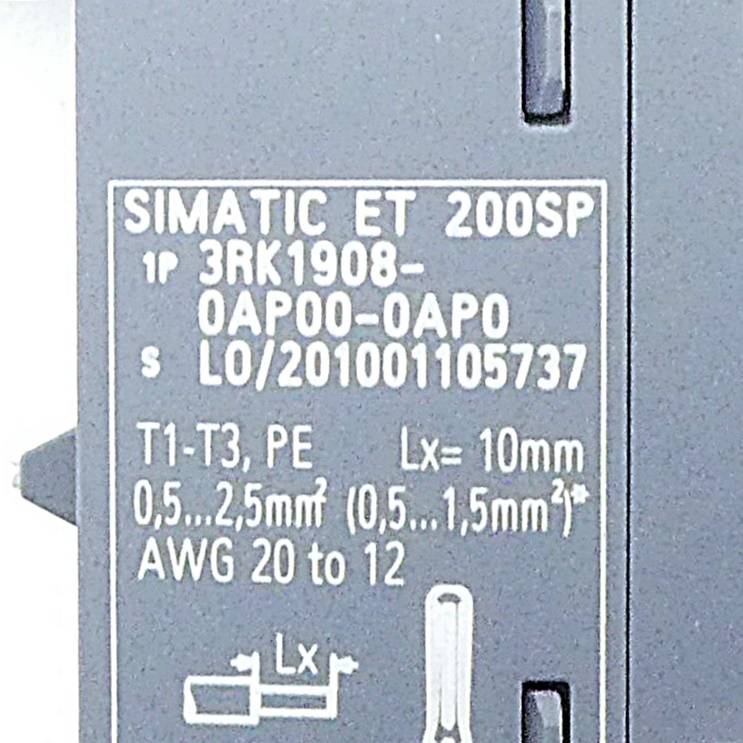 SIMATIC ET 200SP
1P 3RK1908-
0AP00-0AP0
S LO/201001105737
T1-T3, PE Lx= 10mm
0,5...2,5mm² (0,5...1,5mm²)*
AWG 20 to 12
Lx